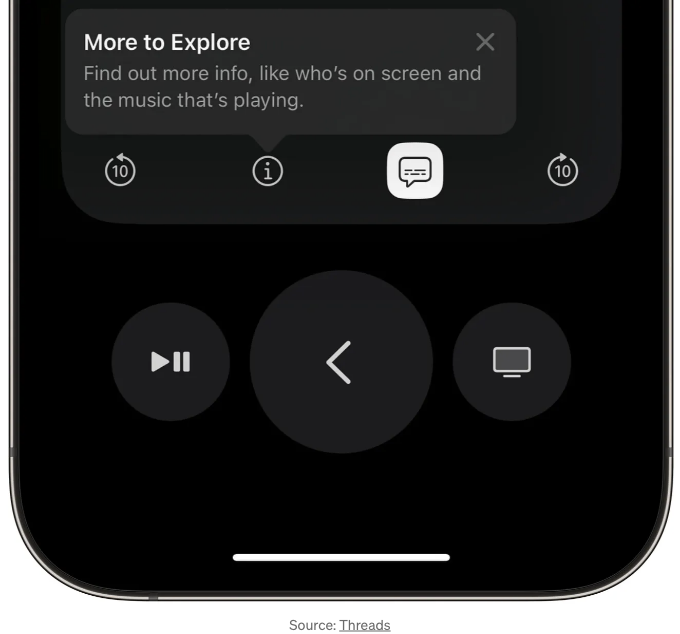 More to Explore
Find out more info, like who’s on screen and
the music that’s playing.
10
10
Source: Threads